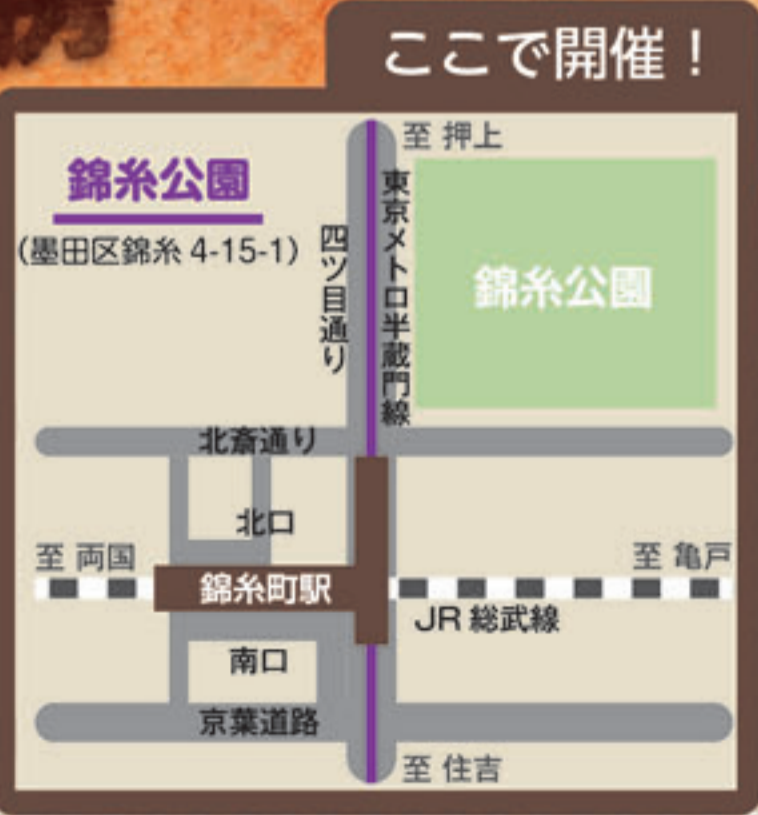 ここで開催！
至 押上
錦糸公園
(墨田区錦糸 4-15-1)
四ツ目通り
東京メトロ半蔵門線
錦糸公園
北斎通り
北口
至 両国
錦糸町駅
至 亀戸
JR 総武線
南口
京葉道路
至 住吉